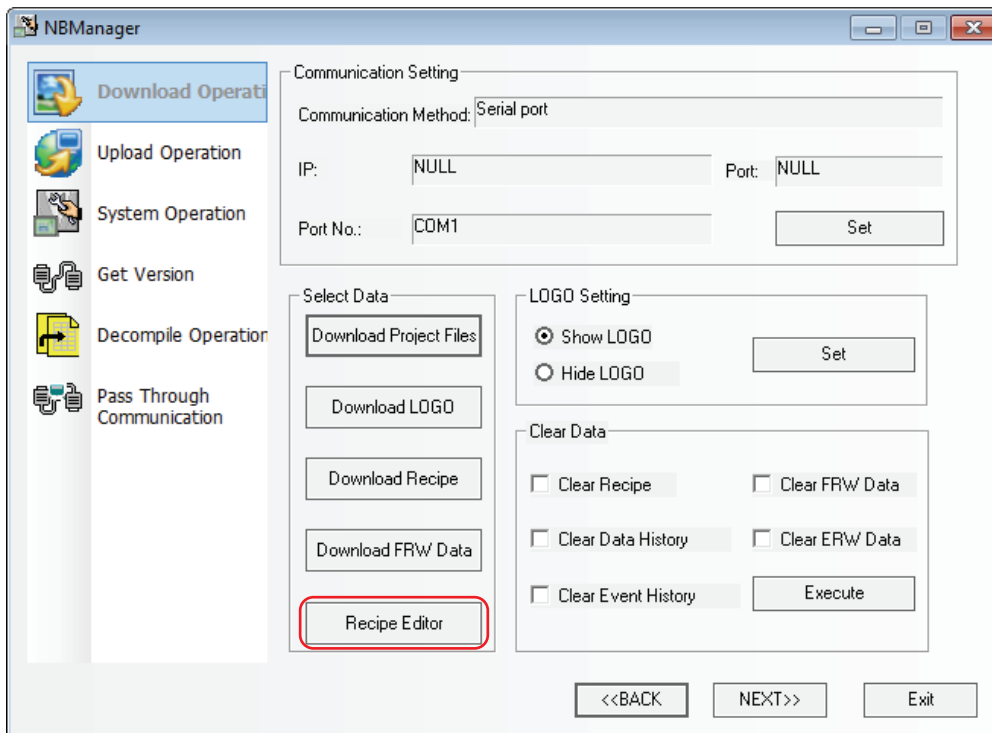 NBManager
Download Operati
Upload Operation
System Operation
Get Version
Decompile Operation
Pass Through
Communication
Communication Setting
Communication Method: Serial port
IP: NULL Port: NULL
Port No.: COM1 Set
Select Data
Download Project Files
Download LOGO
Download Recipe
Download FRW Data
Recipe Editor
LOGO Setting
Show LOGO
Hide LOGO
Set
Clear Data
Clear Recipe Clear FRW Data
Clear Data History Clear ERW Data
Clear Event History Execute
<<BACK NEXT>> Exit